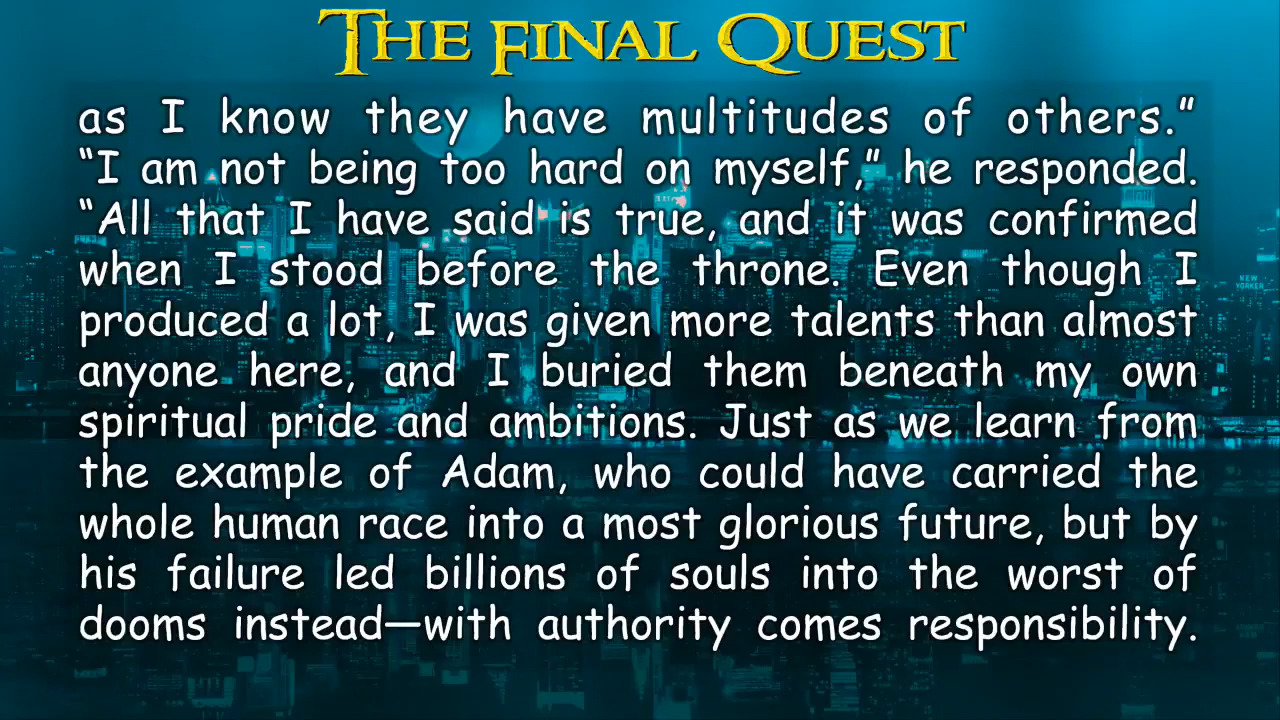 THE FINAL QUEST
as I know they have multitudes of others.”
“I am not being too hard on myself,” he responded.
“All that I have said is true, and it was confirmed
when I stood before the throne. Even though I
produced a lot, I was given more talents than almost
anyone here, and I buried them beneath my own
spiritual pride and ambitions. Just as we learn from
the example of Adam, who could have carried the
whole human race into a most glorious future, but by
his failure led billions of souls into the worst of
dooms instead—with authority comes responsibility.
NEW
YORKER